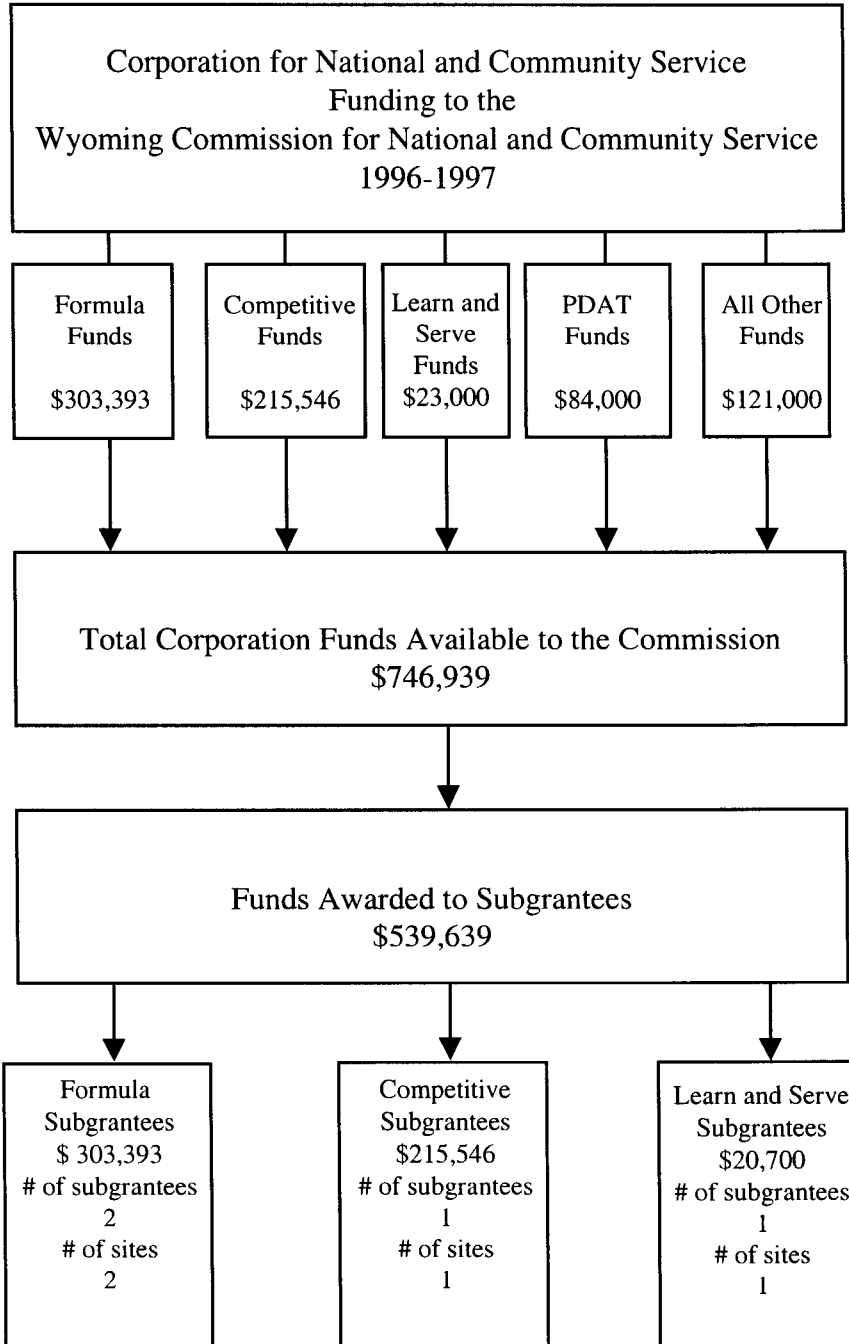 Corporation for National and Community Service
Funding to the
Wyoming Commission for National and Community Service
1996-1997
Formula
Funds
$303,393
Competitive
Funds
$215,546
Learn and
Serve
Funds
$23,000
PDAT
Funds
$84,000
All Other
Funds
$121,000
Total Corporation Funds Available to the Commission
$746,939
Funds Awarded to Subgrantees
$539,639
Formula
Subgrantees
$ 303,393
# of subgrantees
2
# of sites
2
Competitive
Subgrantees
$215,546
# of subgrantees
1
# of sites
1
Learn and Serve
Subgrantees
$20,700
# of subgrantees
1
# of sites
1